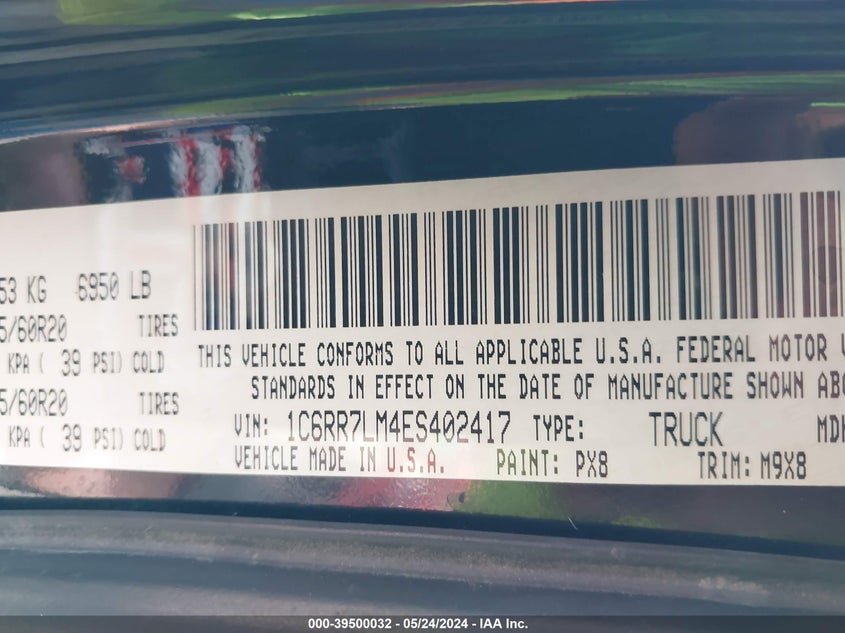 53 KG 6950 LB
5/60R20 TIRES
KPA ( 39 PSI) COLD
5/60R20 TIRES
KPA ( 39 PSI) COLD
THIS VEHICLE CONFORMS TO ALL APPLICABLE U.S.A. FEDERAL MOTOR V
STANDARDS IN EFFECT ON THE DATE OF MANUFACTURE SHOWN ABO
VIN: 1C6RR7LM4ES402417 TYPE: TRUCK MDH
VEHICLE MADE IN U.S.A. PAINT: PX8 TRIM: M9X8
000-39500032 - 05/24/2024 - IAA Inc.